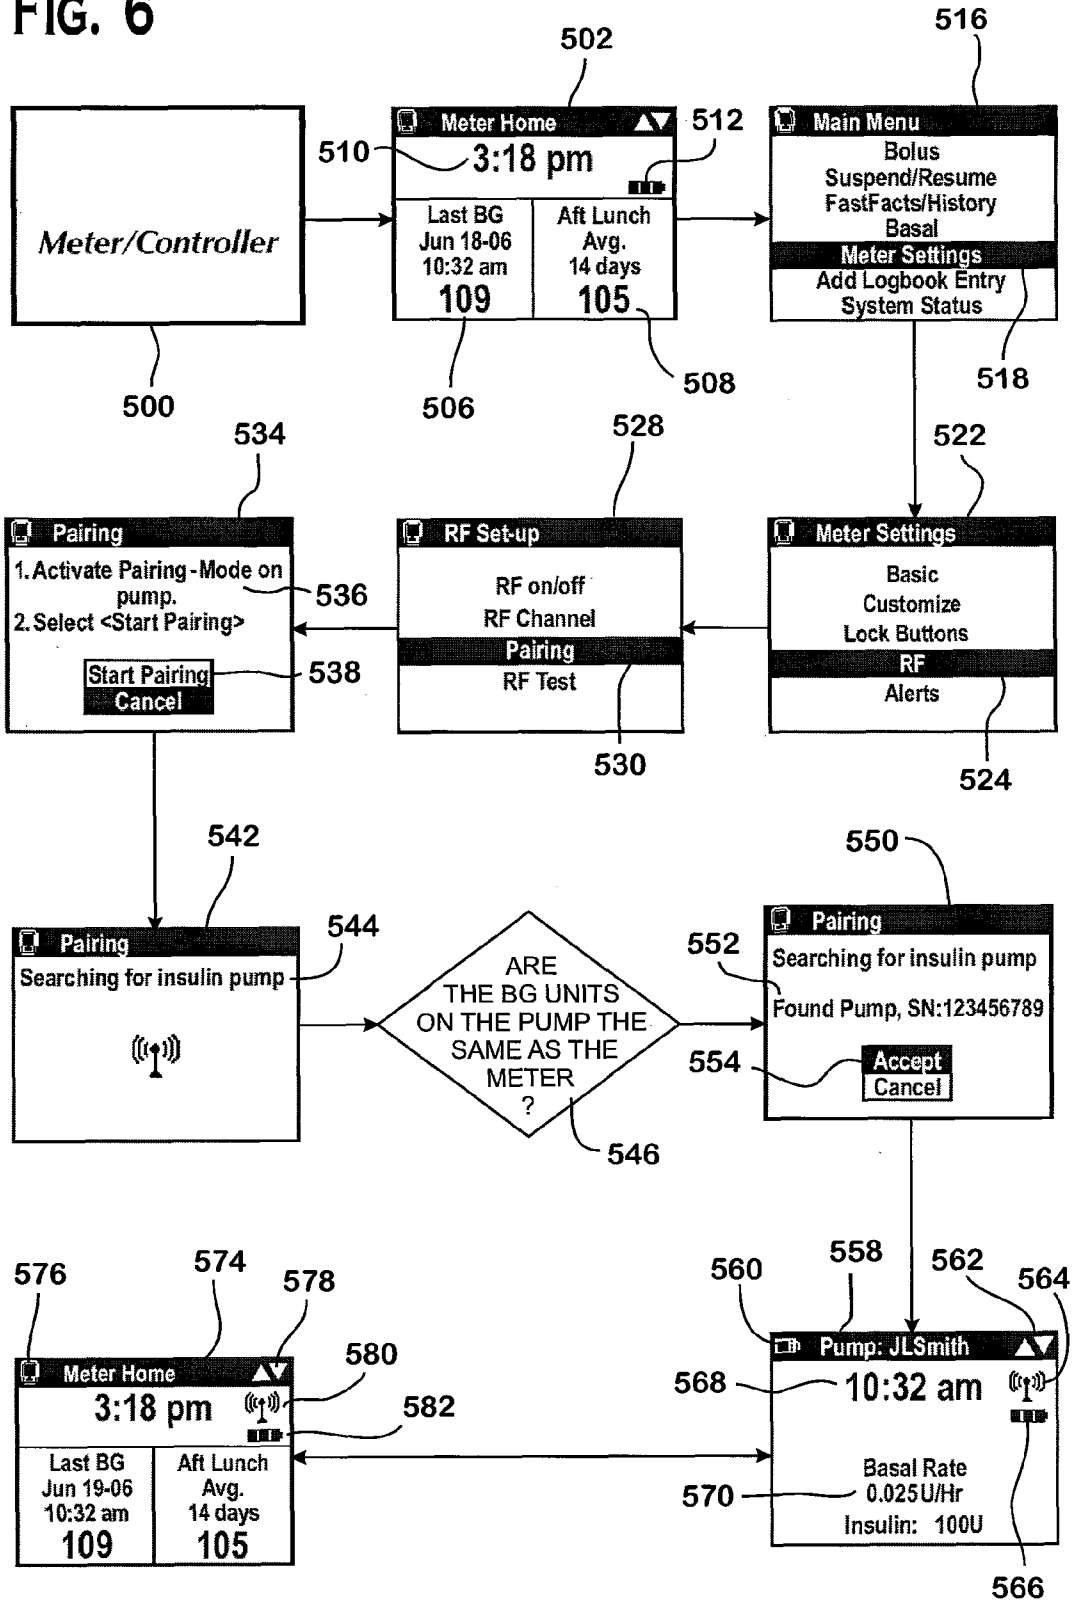 FIG. 6
502
516
Meter/Controller
500
Meter Home
510
3:18 pm
512
Last BG
Jun 18-06
10:32 am
109
Aft Lunch
Avg.
14 days
105
506
508
Main Menu
Bolus
Suspend/Resume
FastFacts/History
Basal
Meter Settings
Add Logbook Entry
System Status
518
534
528
522
Pairing
1. Activate Pairing-Mode on
pump.
2. Select <Start Pairing>
Start Pairing
Cancel
536
538
RF Set-up
RF on/off
RF Channel
Pairing
RF Test
530
Meter Settings
Basic
Customize
Lock Buttons
RF
Alerts
524
542
Pairing
Searching for insulin pump
544
ARE
THE BG UNITS
ON THE PUMP THE
SAME AS THE
METER
?
546
550
Pairing
552
Searching for insulin pump
Found Pump, SN:123456789
554
Accept
Cancel
576
574
578
Meter Home
3:18 pm
580
582
Last BG
Jun 19-06
10:32 am
109
Aft Lunch
Avg.
14 days
105
560
558
562
564
Pump: JLSmith
568
10:32 am
570
Basal Rate
0.025U/Hr
Insulin: 100U
566